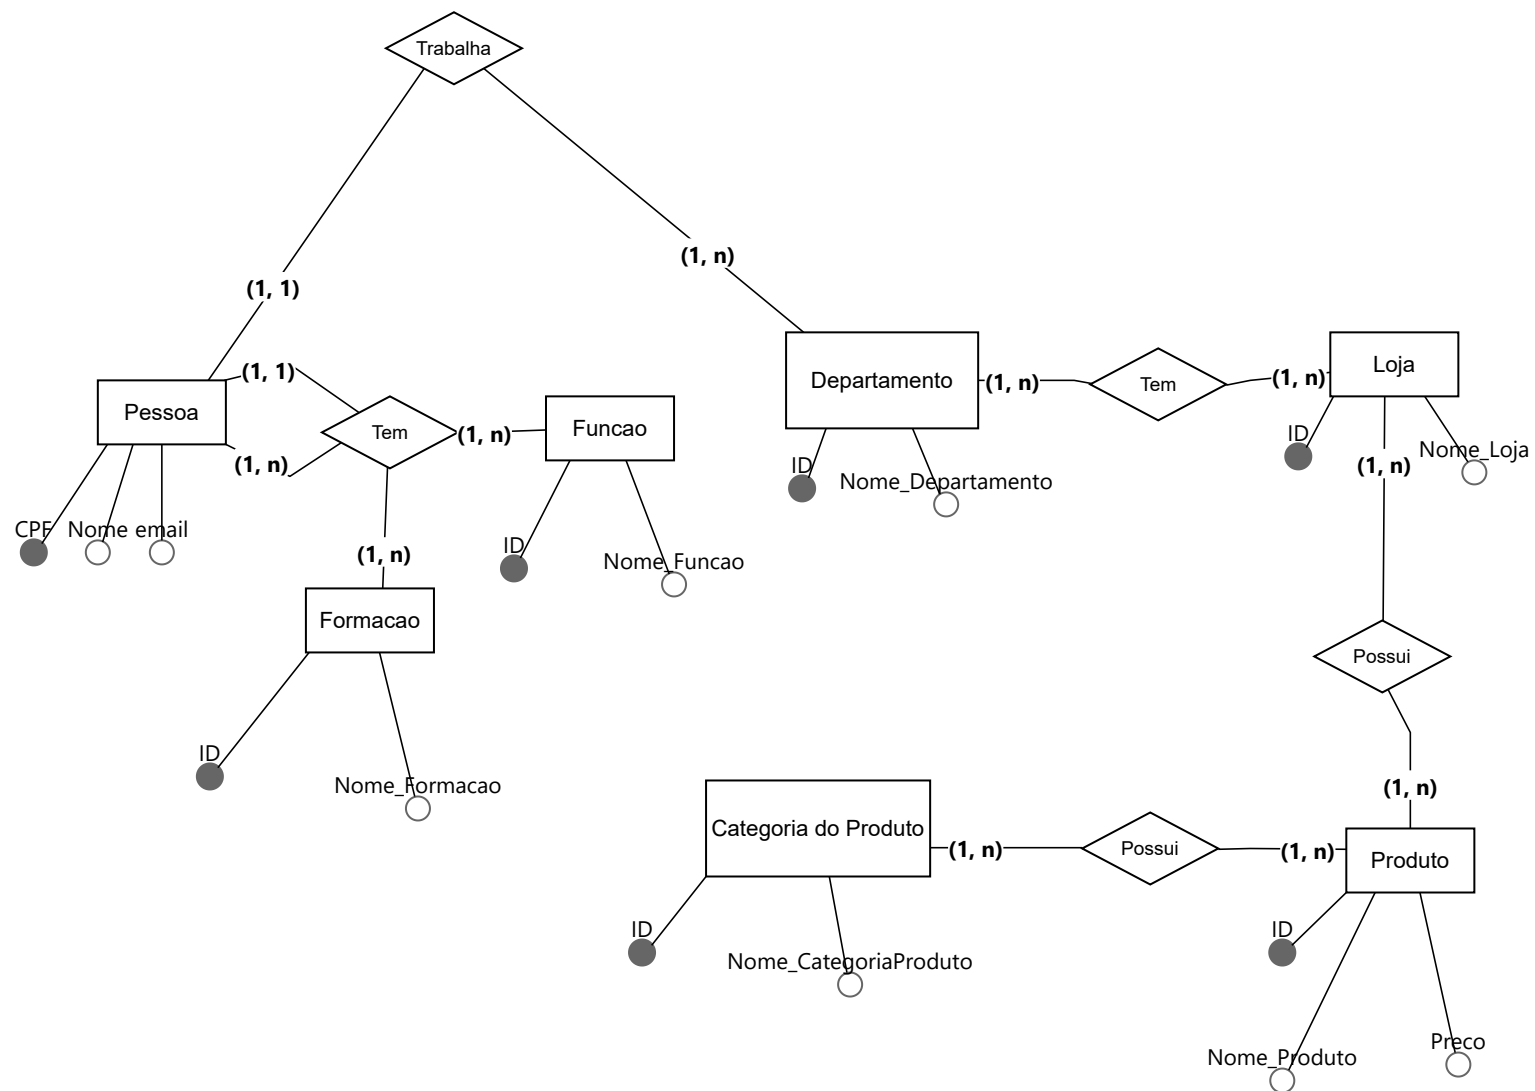 Trabalha
(1, n)
(1, 1)
(1, 1)
Pessoa
Tem
(1, n)
Funcao
(1, n)
CPF
Nome
email
(1, n)
ID
Nome_Funcao
Formacao
ID
Nome_Formacao
Departamento
(1, n)
Tem
(1, n)
Loja
ID
Nome_Departamento
ID
Nome_Loja
(1, n)
Possui
(1, n)
Categoria do Produto
(1, n)
Possui
(1, n)
Produto
ID
Nome_CategoriaProduto
ID
Nome_Produto
Preco